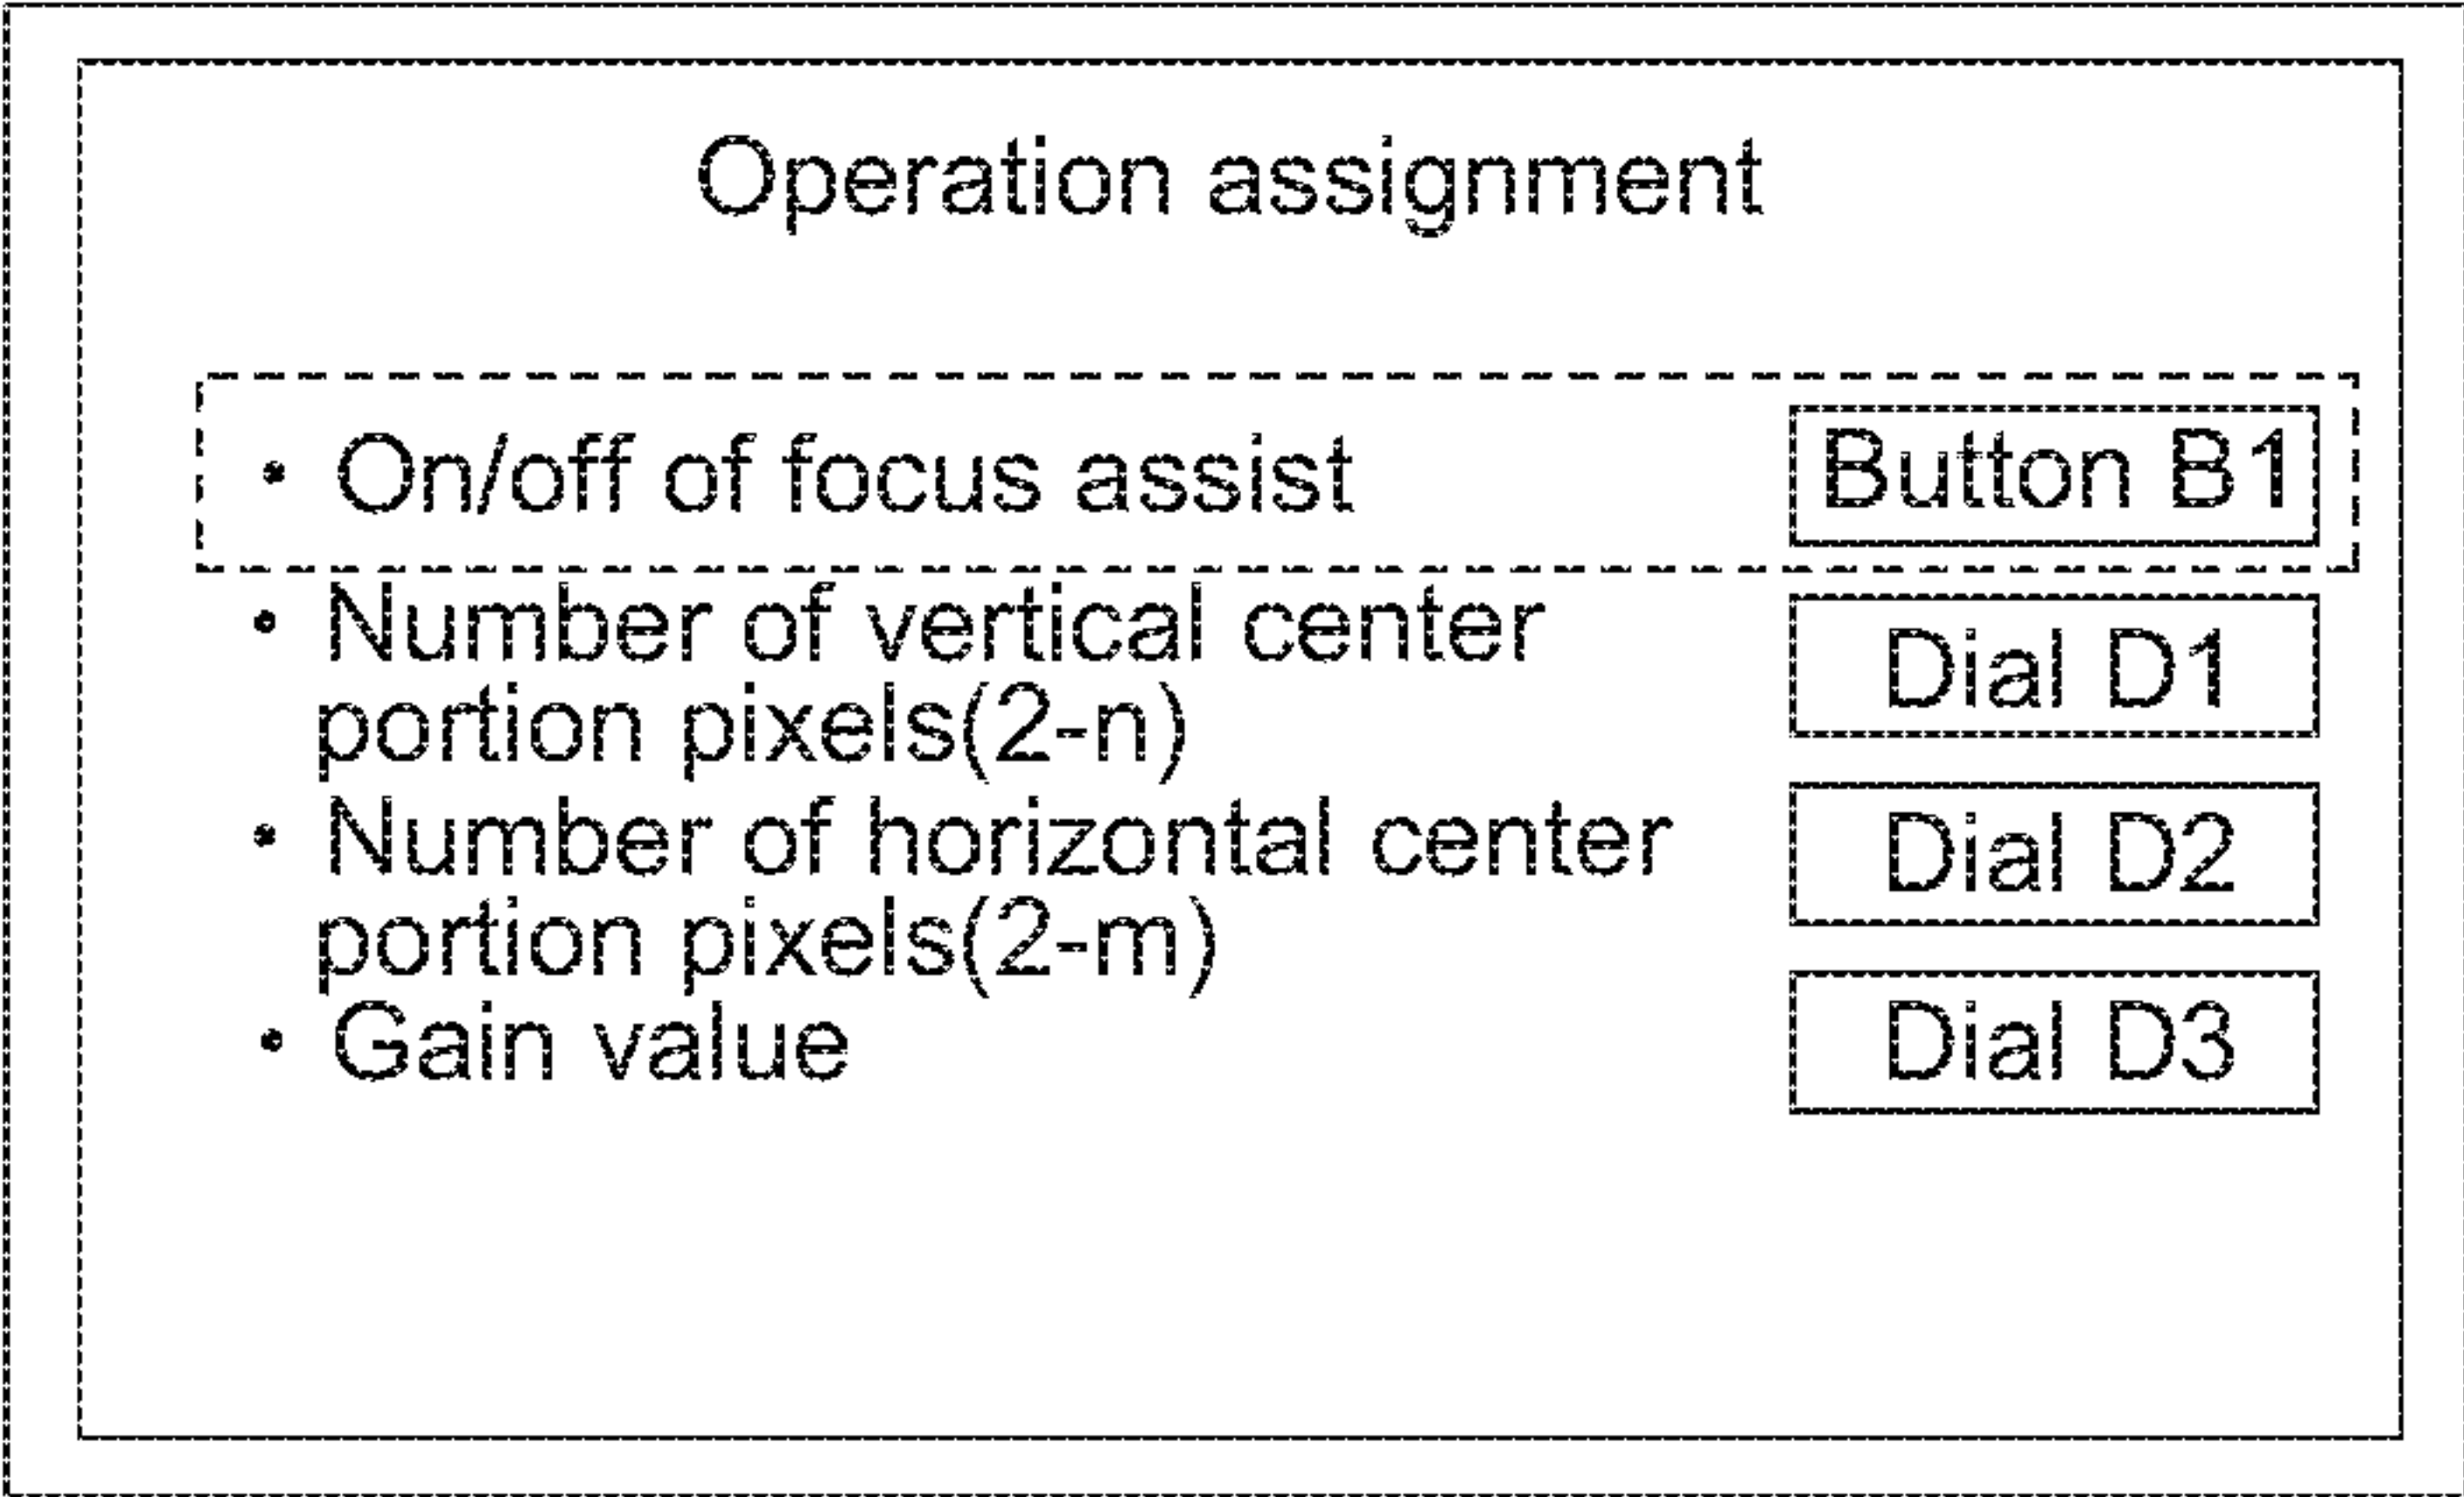 Operation assignment
• On/off of focus assist Button B1
• Number of vertical center Dial D1
portion pixels(2-n)
• Number of horizontal center Dial D2
portion pixels(2-m)
• Gain value Dial D3